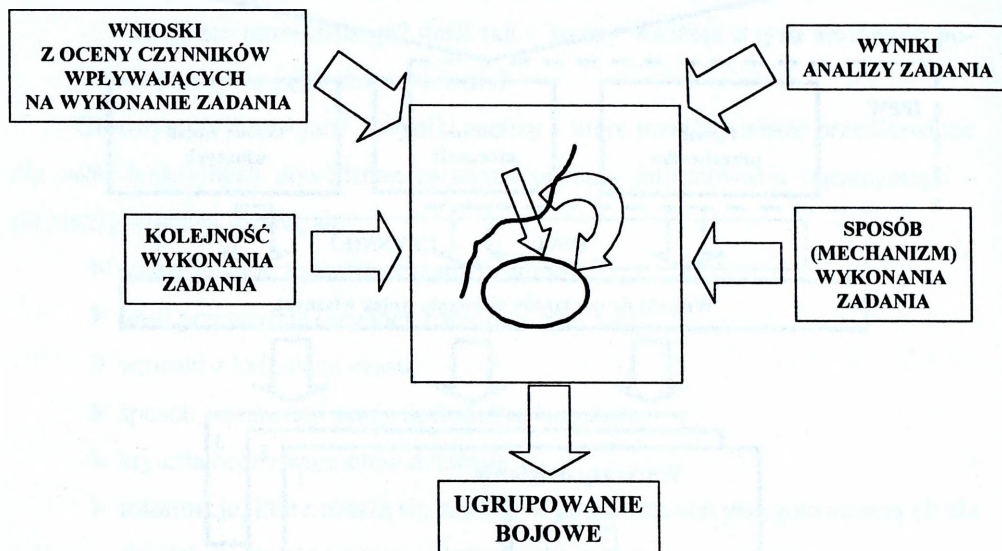 WNIOSKI
Z OCENY CZYNNIKÓW
WPŁYWAJĄCYCH
NA WYKONANIE ZADANIA
WYNIKI
ANALIZY ZADANIA
KOLEJNOŚĆ
WYKONANIA
ZADANIA
SPOSÓB
(MECHANIZM)
WYKONANIA
ZADANIA
UGRUPOWANIE
BOJOWE